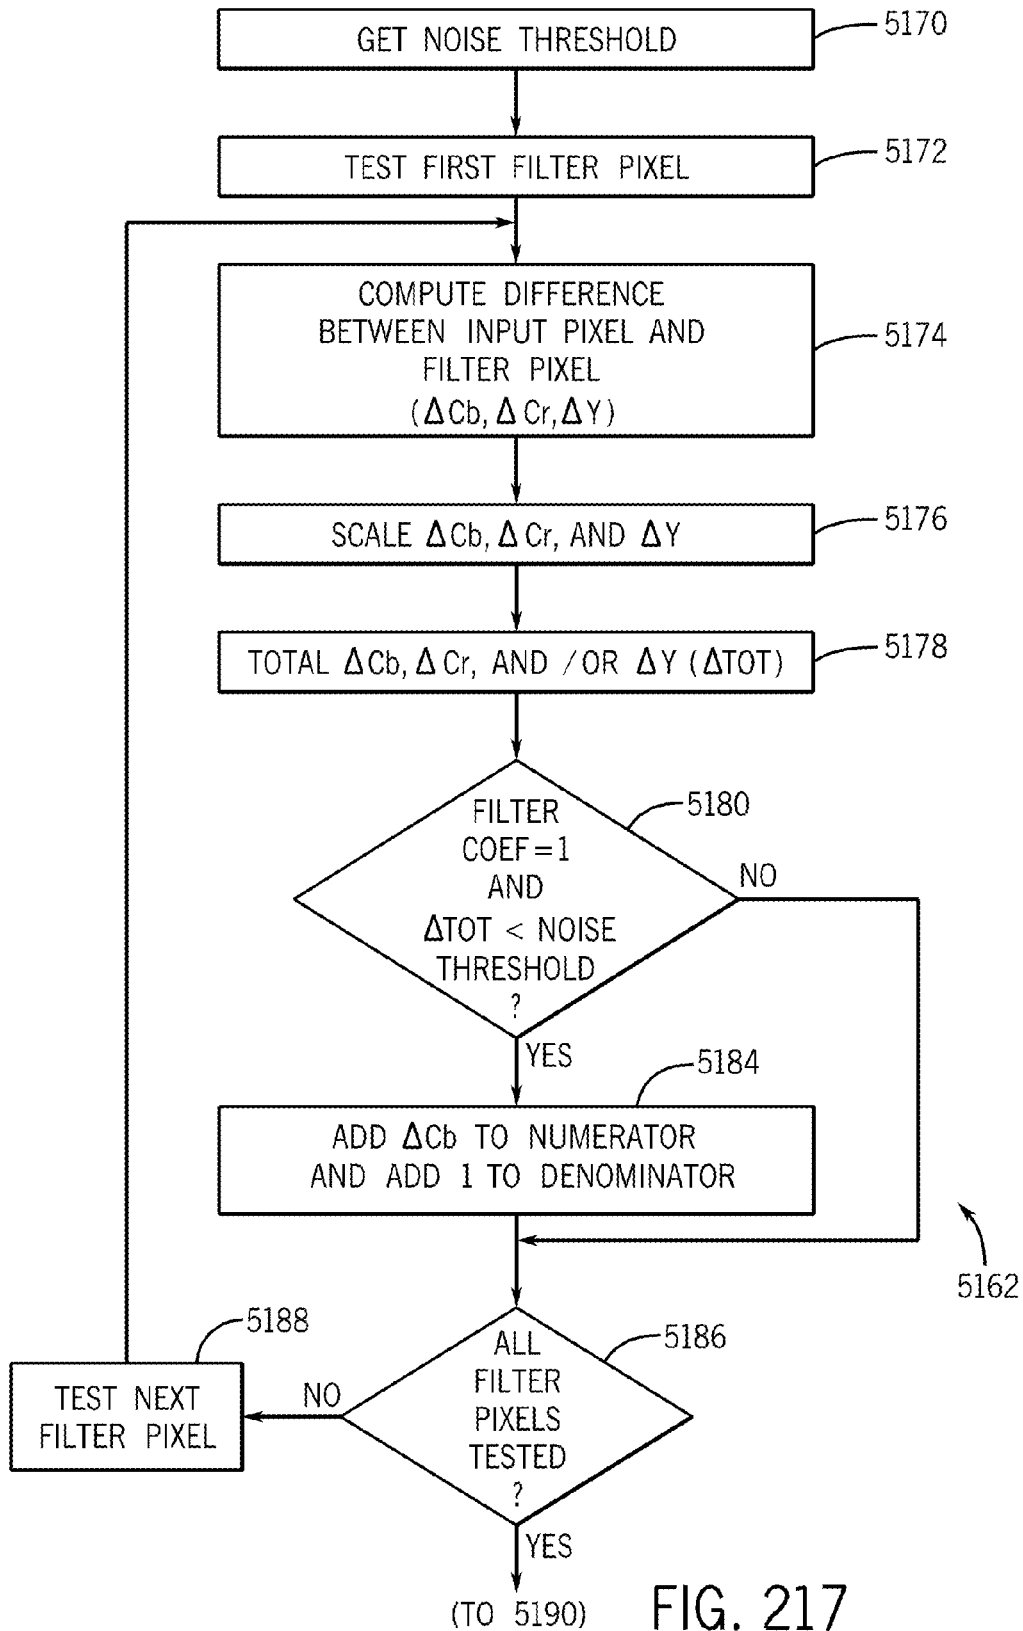 GET NOISE THRESHOLD
5170
TEST FIRST FILTER PIXEL
5172
COMPUTE DIFFERENCE
BETWEEN INPUT PIXEL AND
FILTER PIXEL
(ΔCb, ΔCr, ΔY)
5174
SCALE ΔCb, ΔCr, AND ΔY
5176
TOTAL ΔCb, ΔCr, AND /OR ΔY (ΔTOT)
5178
FILTER
COEF=1
AND
ΔTOT < NOISE
THRESHOLD
?
5180
NO
YES
5184
ADD ΔCb TO NUMERATOR
AND ADD 1 TO DENOMINATOR
5162
ALL
FILTER
PIXELS
TESTED
?
5186
NO
5188
TEST NEXT
FILTER PIXEL
YES
(TO 5190)
FIG. 217